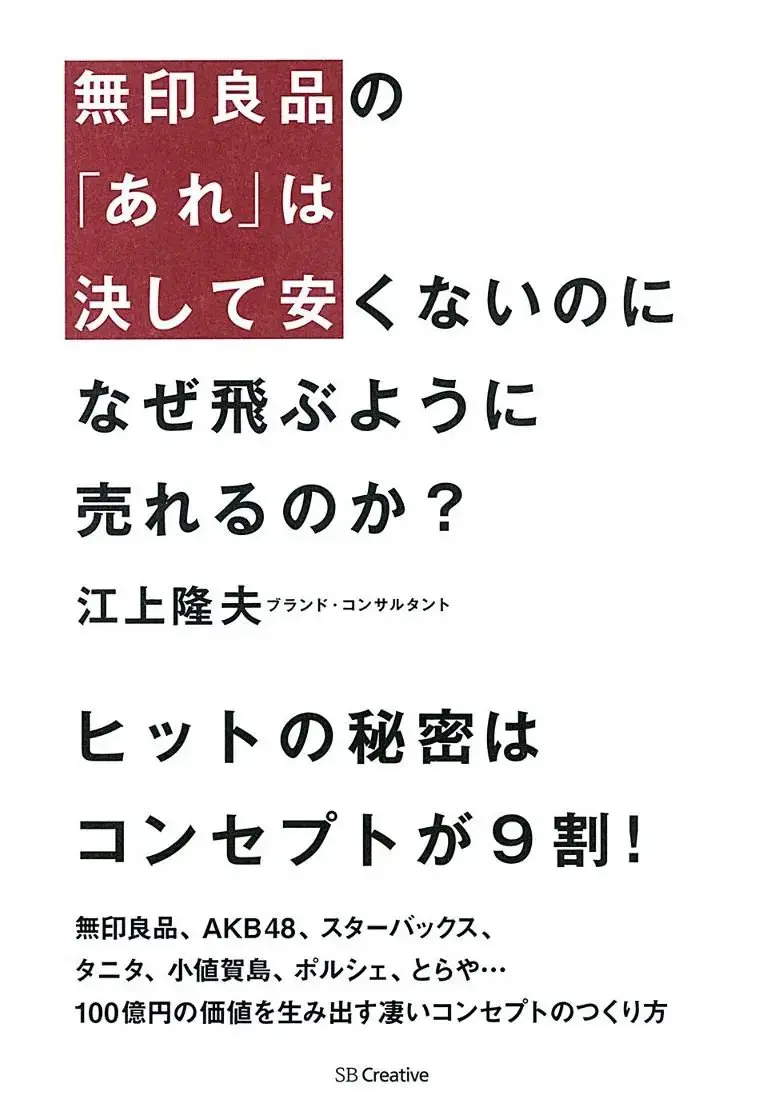 無印良品の
「あれ」は
決して安くないのに
なぜ飛ぶように
売れるのか？
江上隆夫 ブランド・コンサルタント
ヒットの秘密は
コンセプトが９割！
無印良品、AKB48、スターバックス、
タニタ、小値賀島、ポルシェ、とらや…
100億円の価値を生み出す凄いコンセプトのつくり方
SB Creative